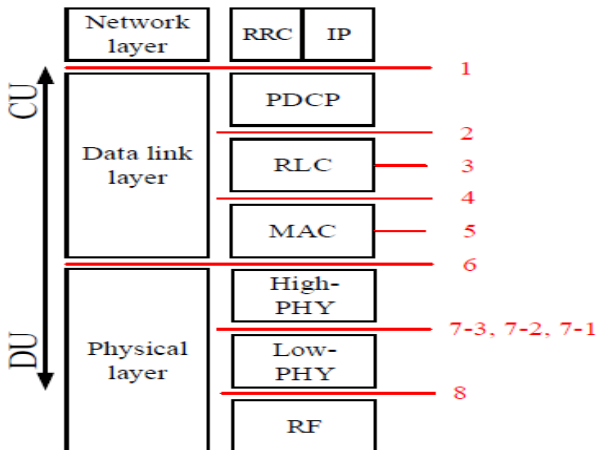 Network
layer
RRC
IP
1
CU
PDCP
2
Data link
layer
RLC
3
4
MAC
5
6
High-
PHY
7-3, 7-2, 7-1
DU
Physical
layer
Low-
PHY
8
RF